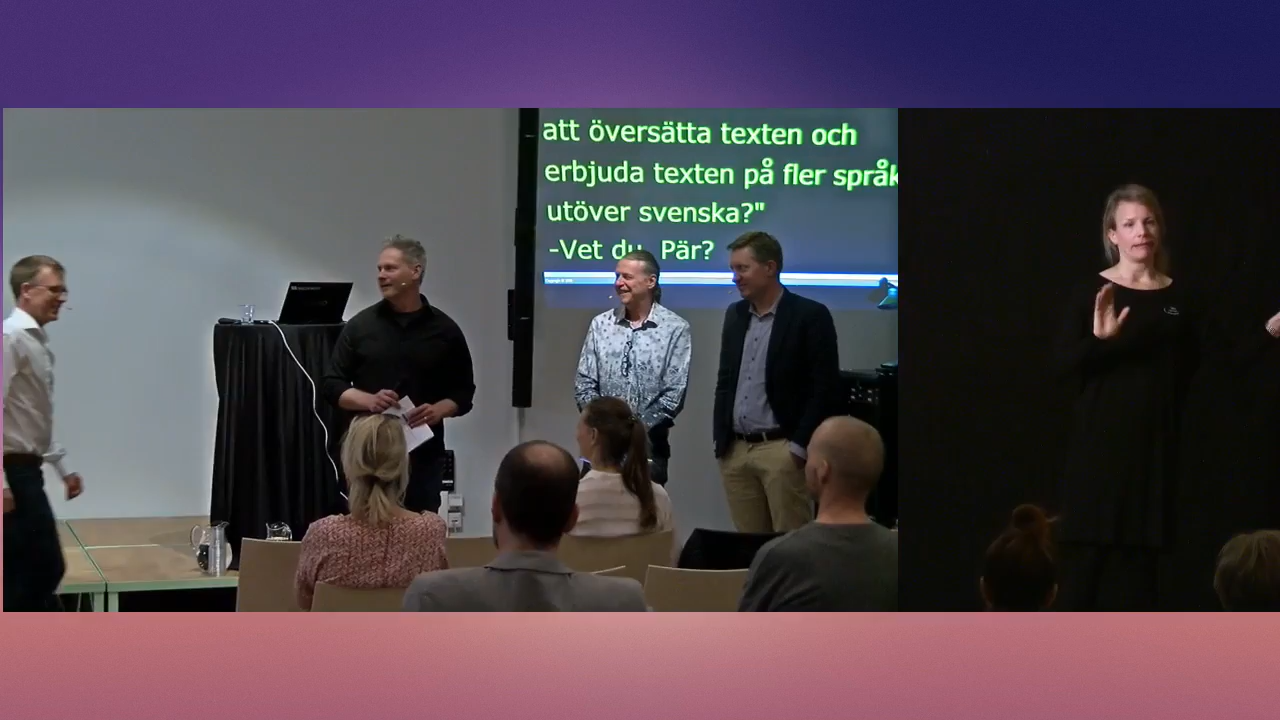 att översätta texten och
erbjuda texten på fler språk
utöver svenska?"
-Vet du, Pär?